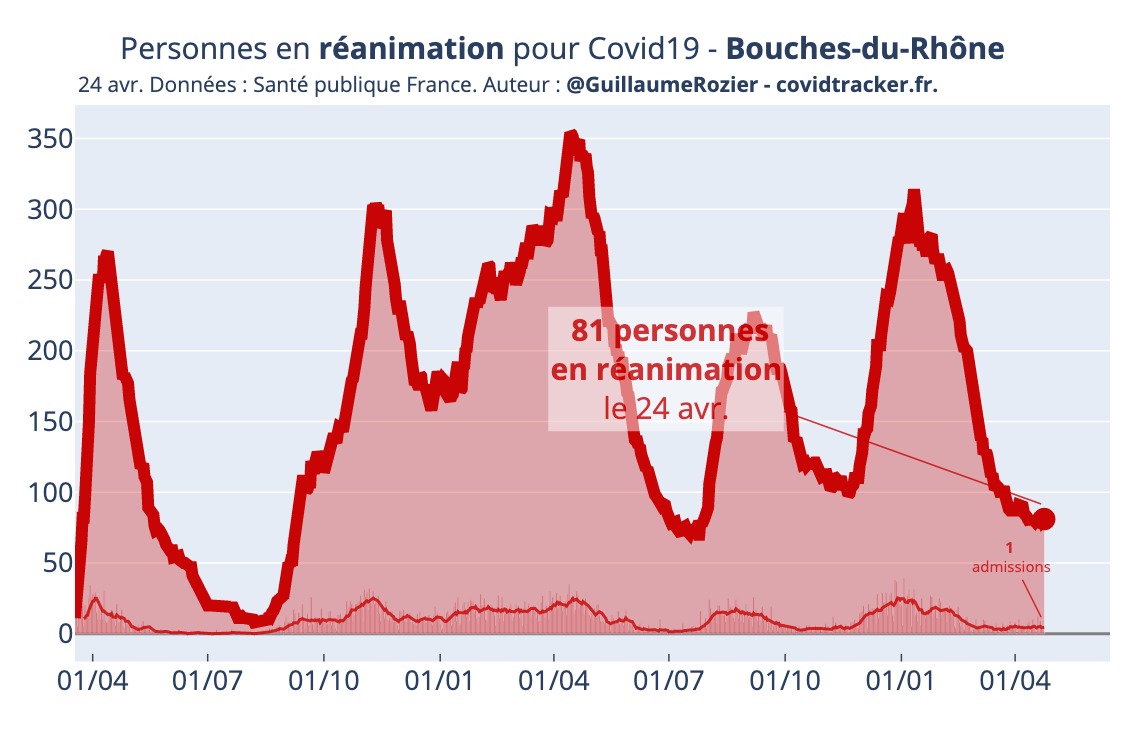 Personnes en réanimation pour Covid19 - Bouches-du-Rhône
24 avr. Données : Santé publique France. Auteur : @GuillaumeRozier - covidtracker.fr.
350
300
250
200
150
100
50
0
81 personnes
en réanimation
le 24 avr.
1
admissions
01/04 01/07 01/10 01/01 01/04 01/07 01/10 01/01 01/04